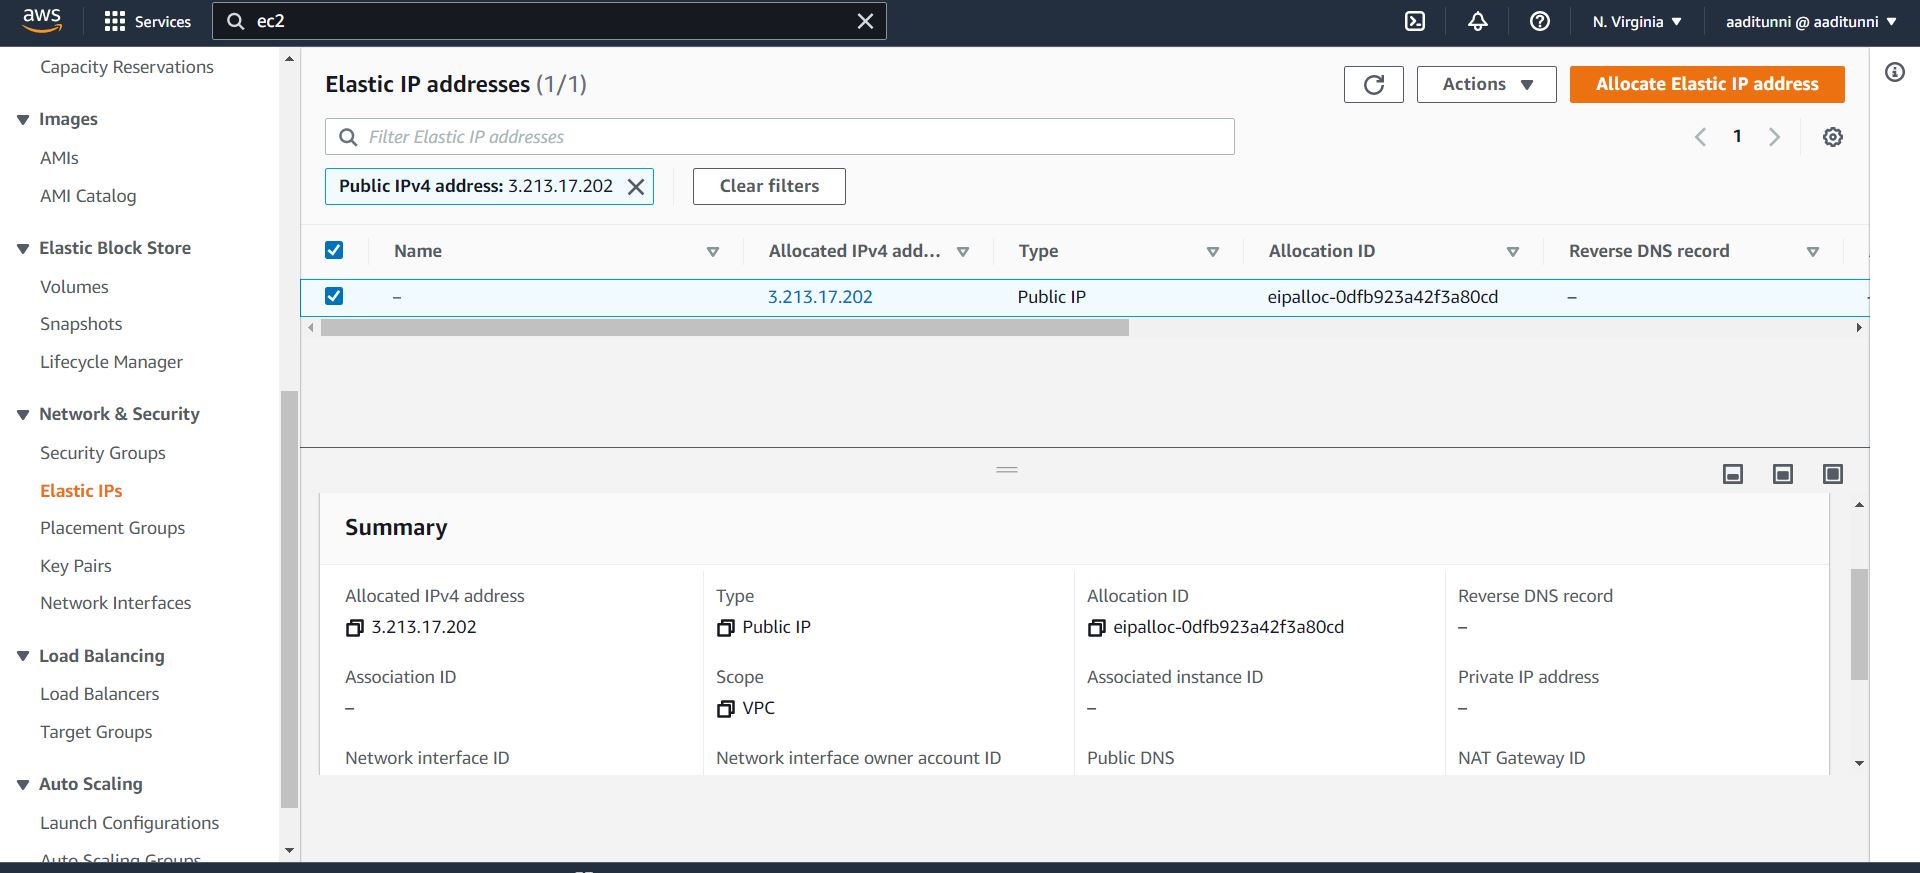 aws Services ec2 N. Virginia ▼ aaditunni @ aaditunni ▼
Capacity Reservations
Images
AMIs
AMI Catalog
Elastic Block Store
Volumes
Snapshots
Lifecycle Manager
Network & Security
Security Groups
Elastic IPs
Placement Groups
Key Pairs
Network Interfaces
Load Balancing
Load Balancers
Target Groups
Auto Scaling
Launch Configurations
Auto Scaling Groups
Elastic IP addresses (1/1) Actions ▼ Allocate Elastic IP address
Filter Elastic IP addresses 1
Public IPv4 address: 3.213.17.202 Clear filters
Name Allocated IPv4 add... Type Allocation ID Reverse DNS record
– 3.213.17.202 Public IP eipalloc-0dfb923a42f3a80cd –
Summary
Allocated IPv4 address Type Allocation ID Reverse DNS record
3.213.17.202 Public IP eipalloc-0dfb923a42f3a80cd –
Association ID Scope Associated instance ID Private IP address
– VPC – –
Network interface ID Network interface owner account ID Public DNS NAT Gateway ID